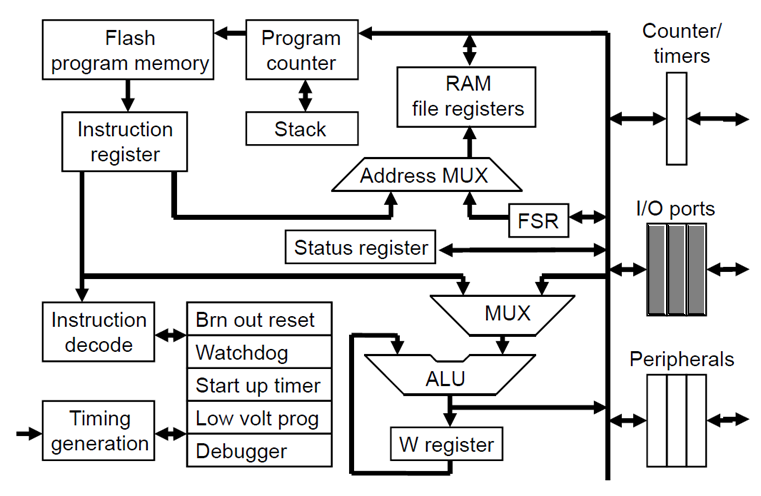 Flash
program memory
Program
counter
Counter/
timers
RAM
file registers
Instruction
register
Stack
Address MUX
FSR
I/O ports
Status register
Instruction
decode
Brn out reset
Watchdog
Start up timer
Low volt prog
Debugger
MUX
ALU
Peripherals
Timing
generation
W register